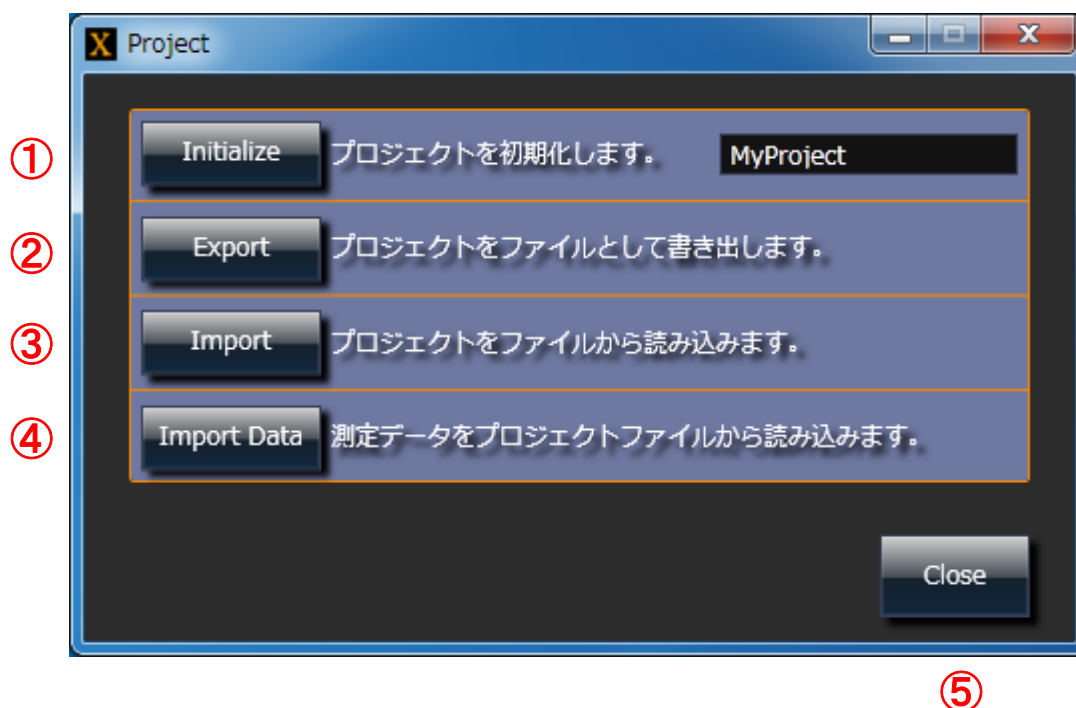 X Project
① Initialize プロジェクトを初期化します。 MyProject
② Export プロジェクトをファイルとして書き出します。
③ Import プロジェクトをファイルから読み込みます。
④ Import Data 測定データをプロジェクトファイルから読み込みます。
Close
⑤